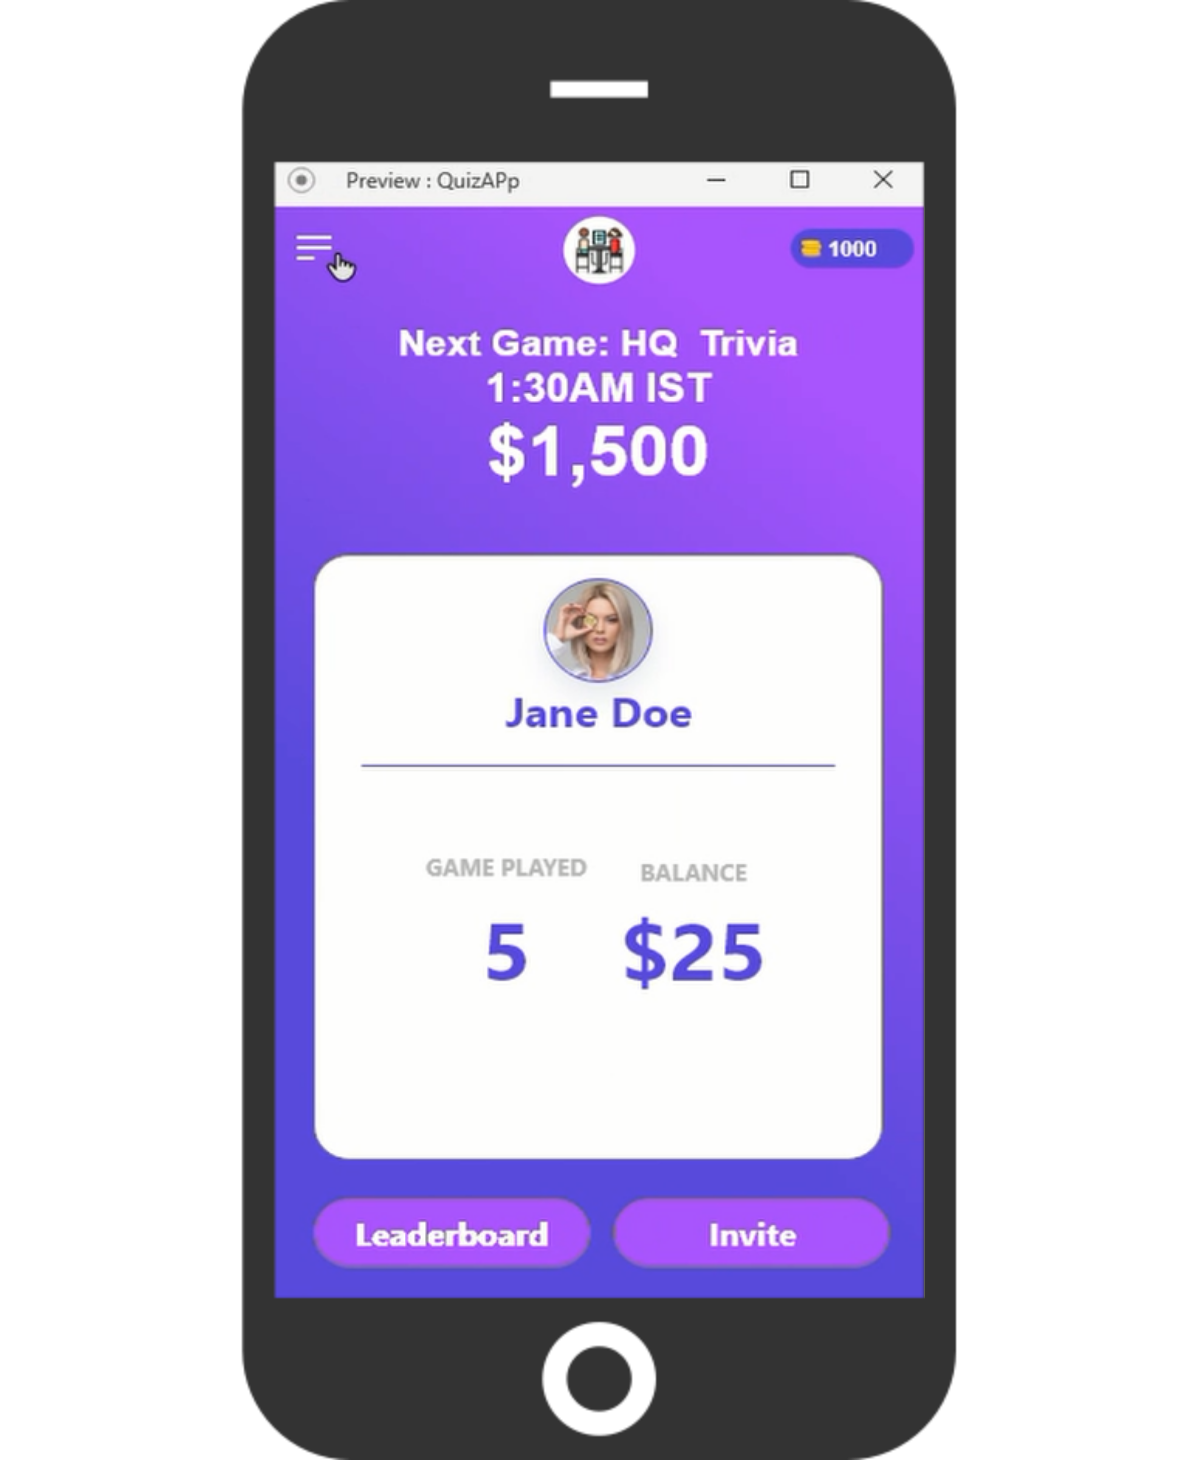 Preview : QuizAPp
1000
Next Game: HQ  Trivia
1:30AM IST
$1,500
Jane Doe
GAME PLAYED
BALANCE
5
$25
Leaderboard
Invite